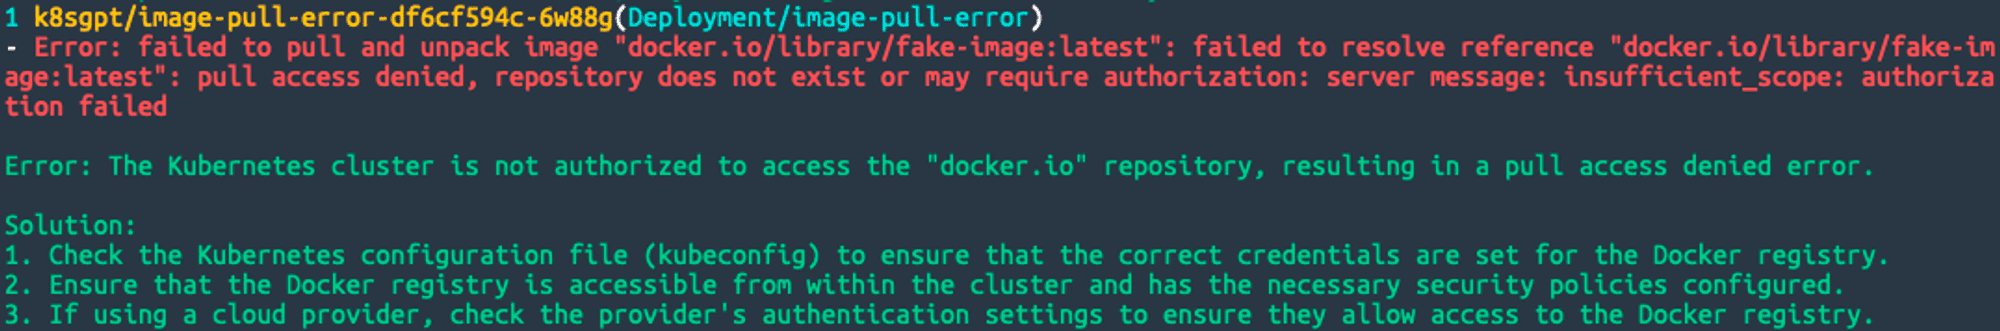 1 k8sgpt/image-pull-error-df6cf594c-6w88g(Deployment/image-pull-error)
- Error: failed to pull and unpack image "docker.io/library/fake-image:latest": failed to resolve reference "docker.io/library/fake-im
age:latest": pull access denied, repository does not exist or may require authorization: server message: insufficient_scope: authoriza
tion failed
Error: The Kubernetes cluster is not authorized to access the "docker.io" repository, resulting in a pull access denied error.
Solution:
1. Check the Kubernetes configuration file (kubeconfig) to ensure that the correct credentials are set for the Docker registry.
2. Ensure that the Docker registry is accessible from within the cluster and has the necessary security policies configured.
3. If using a cloud provider, check the provider's authentication settings to ensure they allow access to the Docker registry.